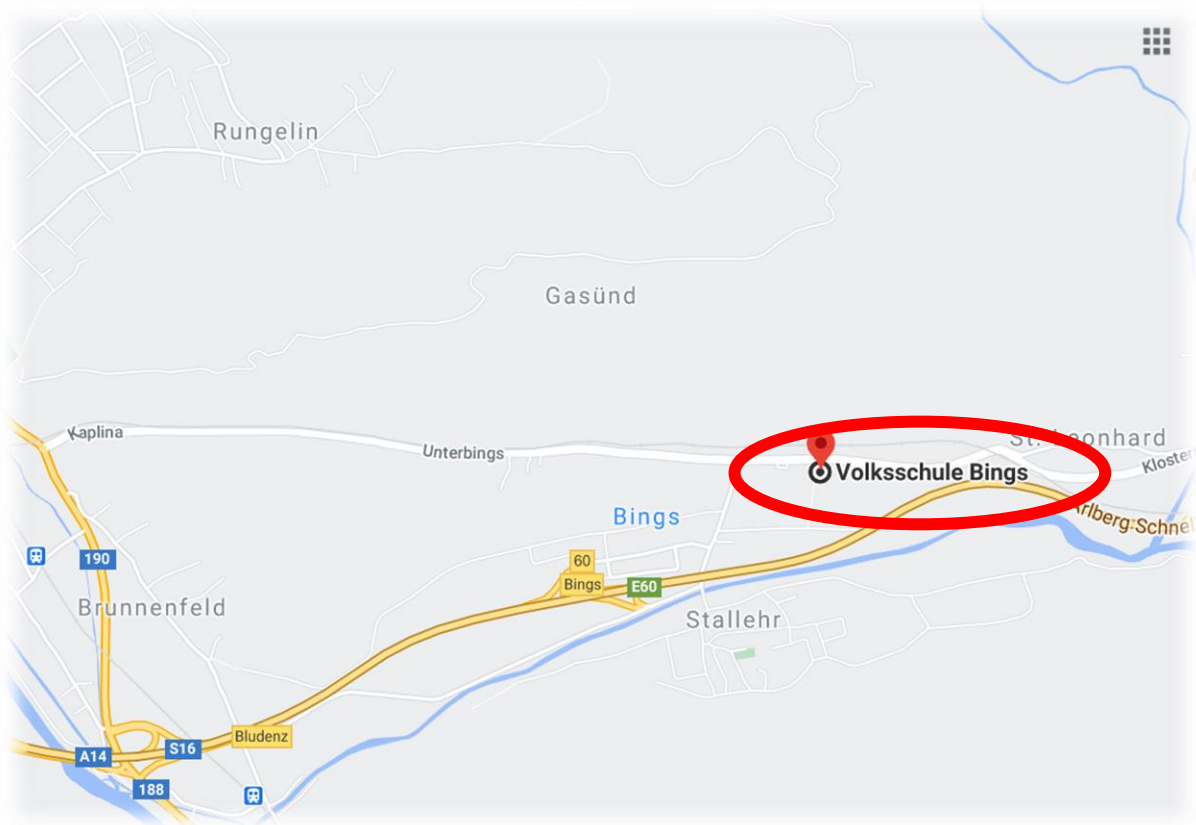 Rungelin
Gasünd
Kaplina
Unterbings
St. Leonhard
Volksschule Bings
Kloster
Arlberg-Schnel
Bings
60
Bings
E60
190
Brunnenfeld
Stallehr
Bludenz
S16
A14
188